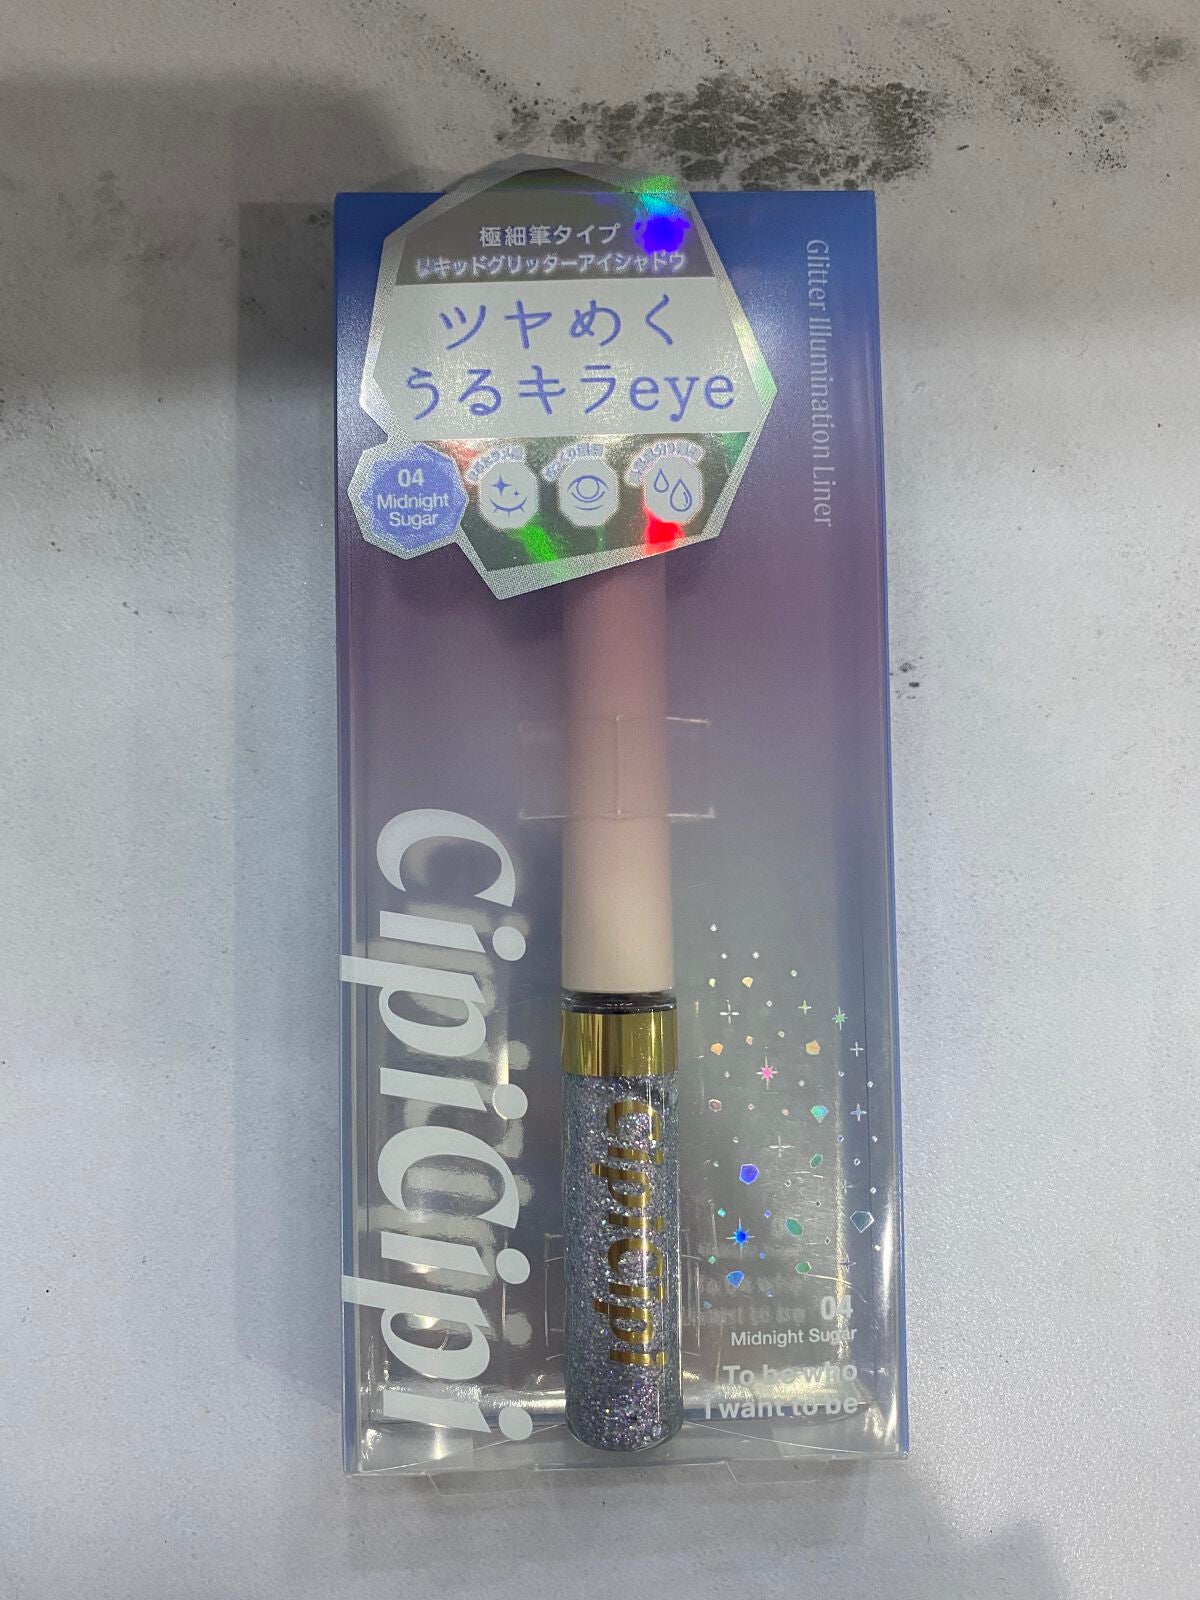 極細筆タイプ
リキッドグリッターアイシャドウ
ツヤめく
うるキラeye
04
Midnight
Sugar
Glitter Illumination Liner
cipicipi
cipicipi
04
Midnight Sugar
To be who
I want to be